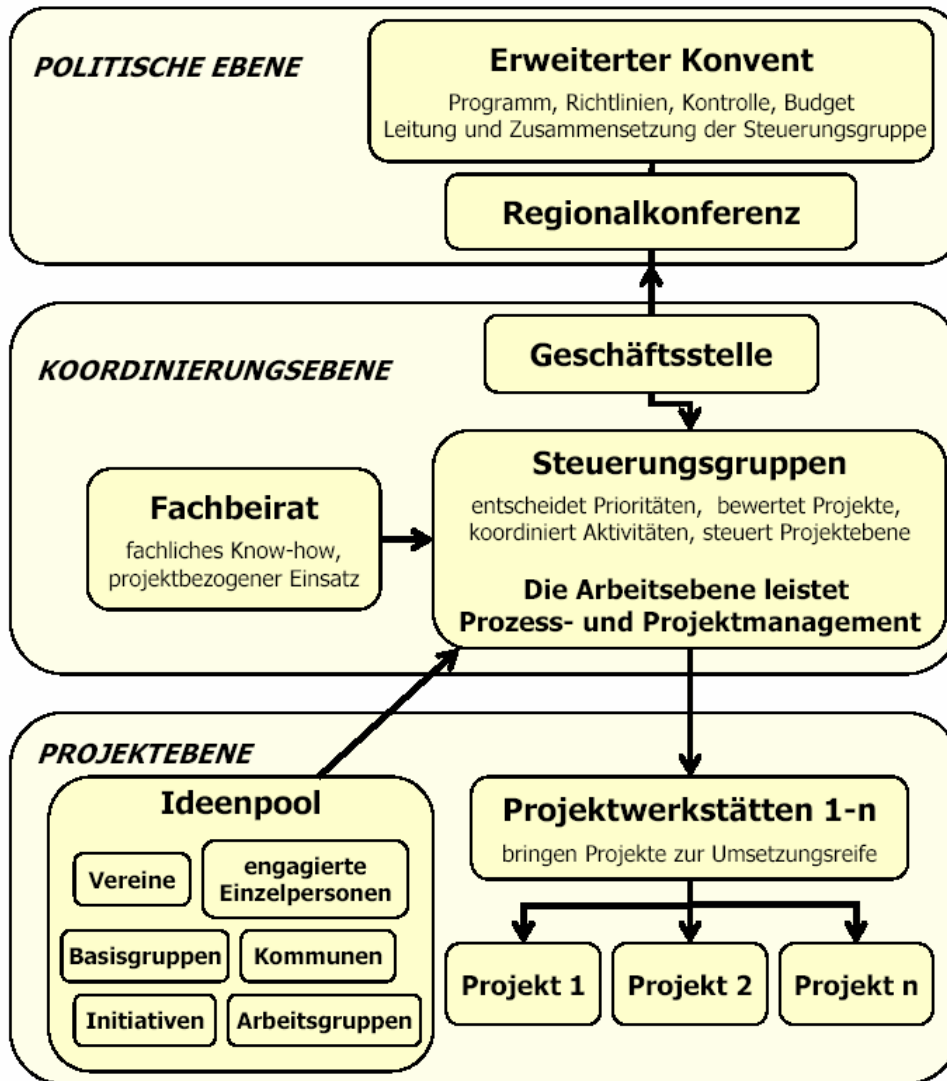 POLITISCHE EBENE
Erweiterter Konvent
Programm, Richtlinien, Kontrolle, Budget
Leitung und Zusammensetzung der Steuerungsgruppe
Regionalkonferenz
KOORDINIERUNGSEBENE
Geschäftsstelle
Steuerungsgruppen
entscheidet Prioritäten, bewertet Projekte,
koordiniert Aktivitäten, steuert Projektebene
Die Arbeitsebene leistet
Prozess- und Projektmanagement
Fachbeirat
fachliches Know-how,
projektbezogener Einsatz
PROJEKTEBENE
Ideenpool
Vereine
engagierte
Einzelpersonen
Basisgruppen
Kommunen
Initiativen
Arbeitsgruppen
Projektwerkstätten 1-n
bringen Projekte zur Umsetzungsreife
Projekt 1
Projekt 2
Projekt n